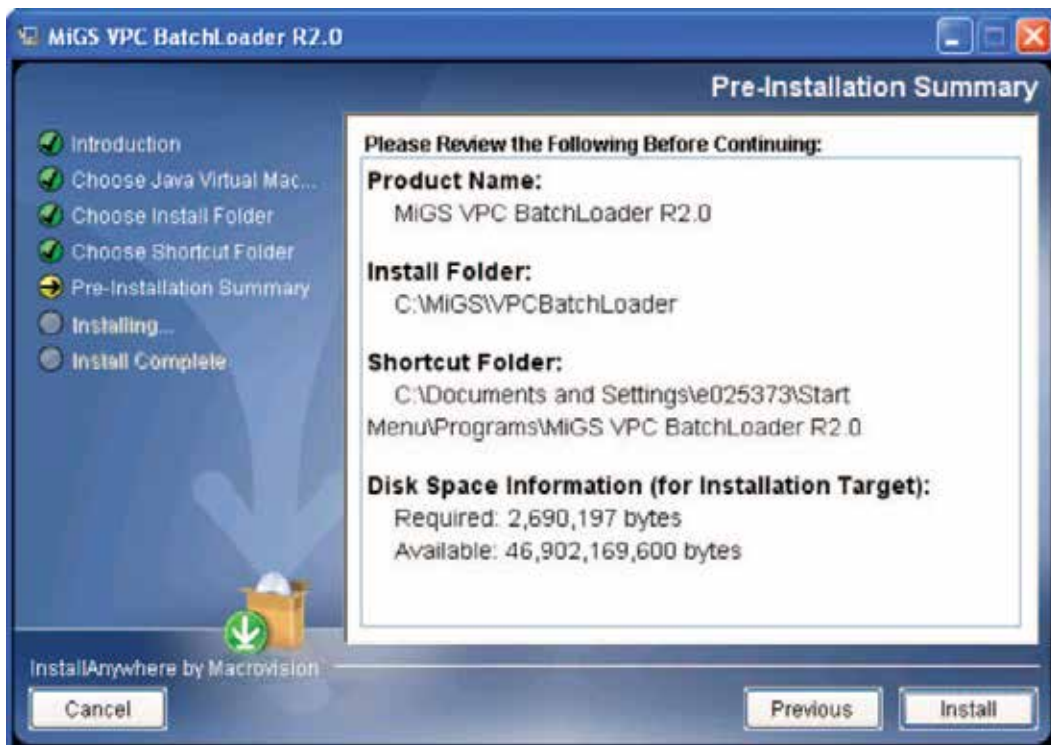 MiGS VPC BatchLoader R2.0
Pre-Installation Summary
Introduction
Choose Java Virtual Mac...
Choose Install Folder
Choose Shortcut Folder
Pre-Installation Summary
Installing...
Install Complete
Please Review the Following Before Continuing:
Product Name:
MiGS VPC BatchLoader R2.0
Install Folder:
C:\MiGS\VPCBatchLoader
Shortcut Folder:
C:\Documents and Settings\e025373\Start
Menu\Programs\MiGS VPC BatchLoader R2.0
Disk Space Information (for Installation Target):
Required: 2,690,197 bytes
Available: 46,902,169,600 bytes
InstallAnywhere by Macrovision
Cancel
Previous
Install